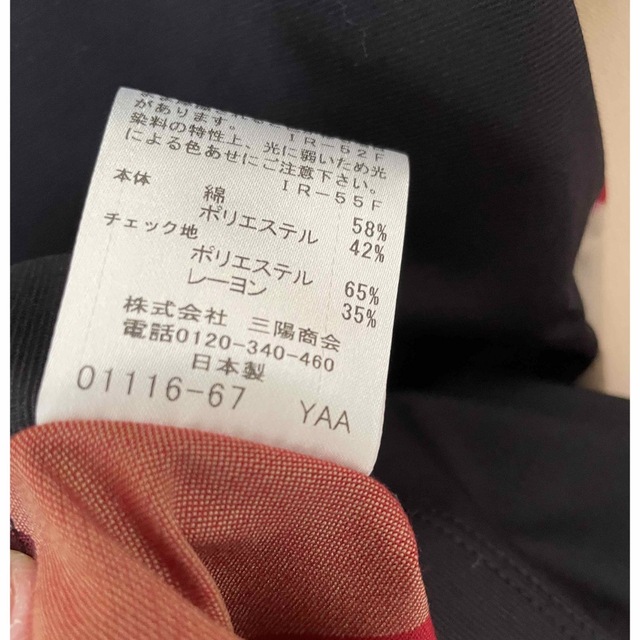 があります。
IR-52F
染料の特性上、光に弱いため光
による色あせにご注意下さい。
IR-55F
本体
綿 58%
ポリエステル 42%
チェック地
ポリエステル 65%
レーヨン 35%
株式会社 三陽商会
電話0120-340-460
日本製
01116-67 YAA